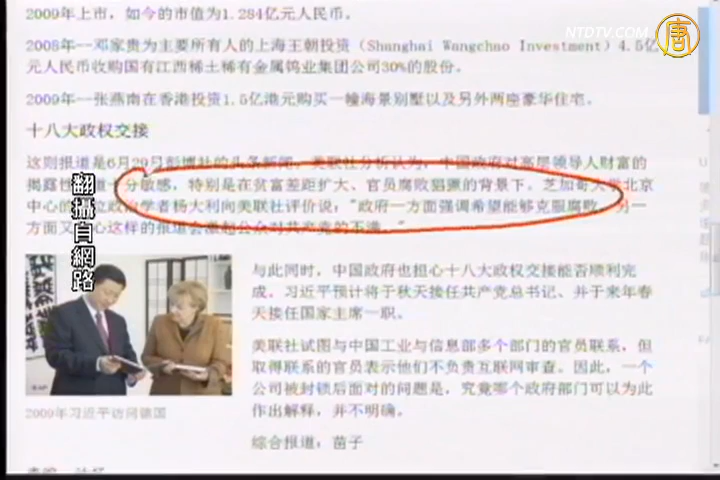 2009年上市，如今的市值为1.284亿元人民币。
NTDTV.COM
唐
2008年--邓家贵为主要所有人的上海王朝投资（Shanghai Wangchao Investment）4.5亿
元人民币收购国有江西稀土稀有金属钨业集团公司30%的股份。
2009年--张燕南在香港投资1.5亿港元购买一幢海景别墅以及另外两座豪华住宅。
十八大政权交接
这则报道是6月29日彭博社的头条新闻。美联社分析认为，中国政府对高层领导人财富的
揭露性 道十分敏感，特别是在贫富差距扩大、官员腐败猖獗的背景下。芝加哥大学北京
中心的 位政治学者杨大利向美联社评价说："政府一方面强调希望能够克服腐败，另一
方面又 心这样的报道会激起公众对共产党的不满。"
翻攝自網路
与此同时，中国政府也担心十八大政权交接能否顺利完
成。习近平预计将于秋天接任共产党总书记、并于来年春
天接任国家主席一职。
美联社试图与中国工业与信息部多个部门的官员联系，但
取得联系的官员表示他们不负责互联网审查。因此，一个
公司被封锁后面对的问题是，究竟哪个政府部门可以为此
作出解释，并不明确。
2009年习近平访问德国
综合报道：苗子